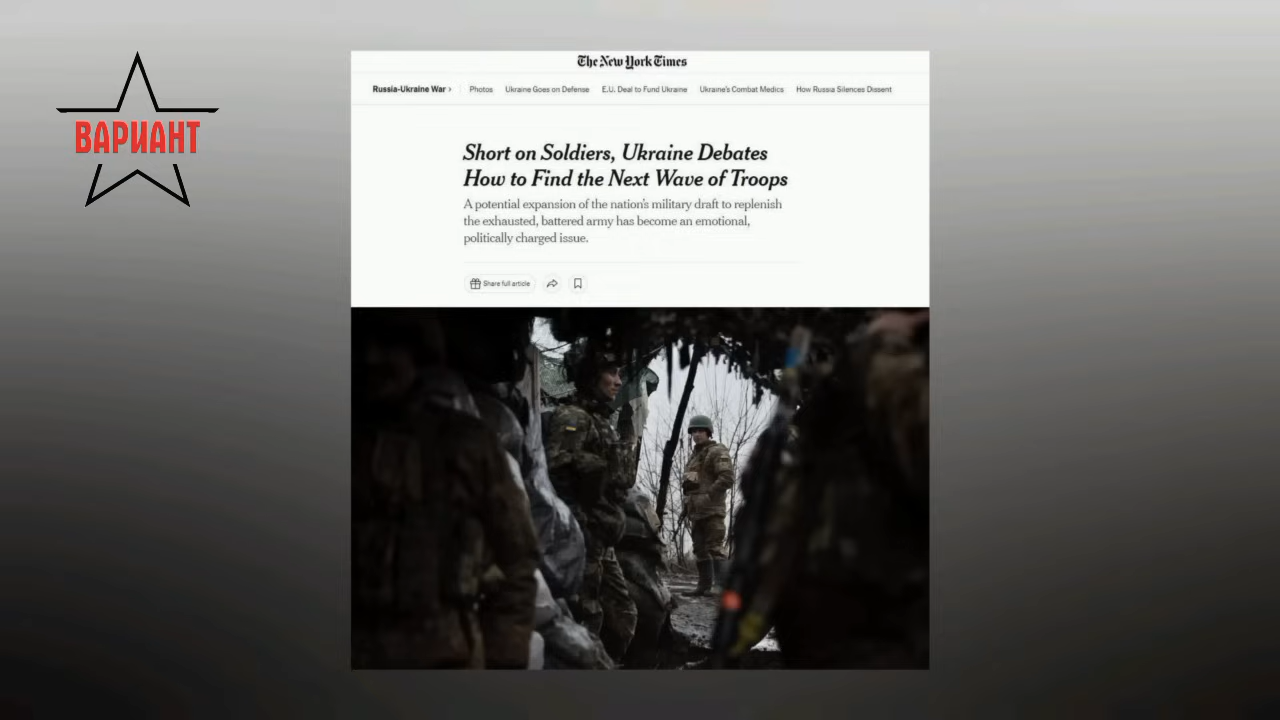 ВАРИАНТ
The New York Times
Russia-Ukraine War › Photos Ukraine Goes on Defense E.U. Deal to Fund Ukraine Ukraine's Combat Medics How Russia Silences Dissent
Short on Soldiers, Ukraine Debates
How to Find the Next Wave of Troops
A potential expansion of the nation's military draft to replenish
the exhausted, battered army has become an emotional,
politically charged issue.
Share full article